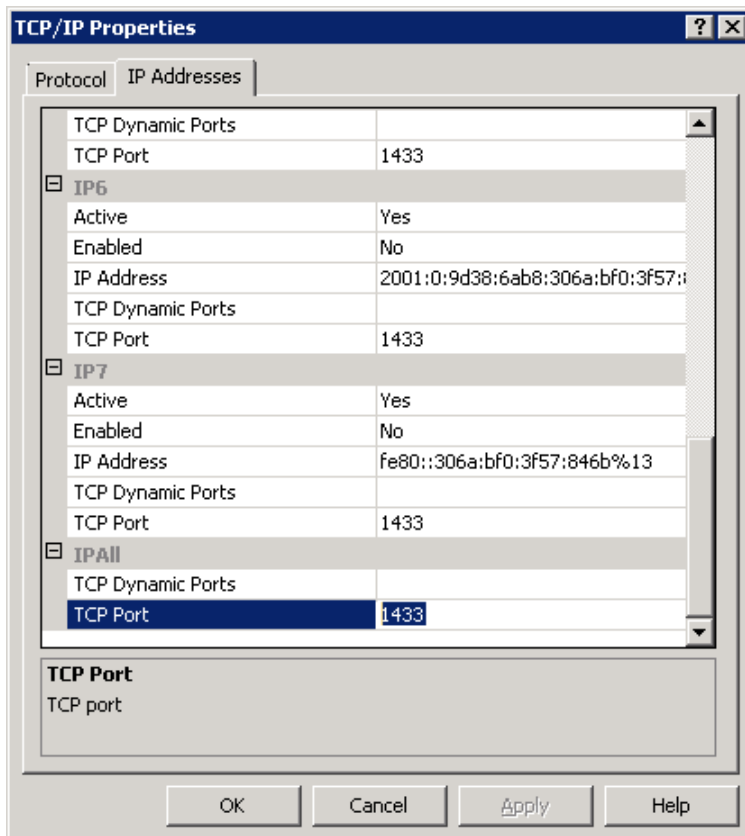 TCP/IP Properties
Protocol
IP Addresses
TCP Dynamic Ports
TCP Port 1433
IP6
Active Yes
Enabled No
IP Address 2001:0:9d38:6ab8:306a:bf0:3f57:
TCP Dynamic Ports
TCP Port 1433
IP7
Active Yes
Enabled No
IP Address fe80::306a:bf0:3f57:846b%13
TCP Dynamic Ports
TCP Port 1433
IPAll
TCP Dynamic Ports
TCP Port 1433
TCP Port
TCP port
OK Cancel Apply Help